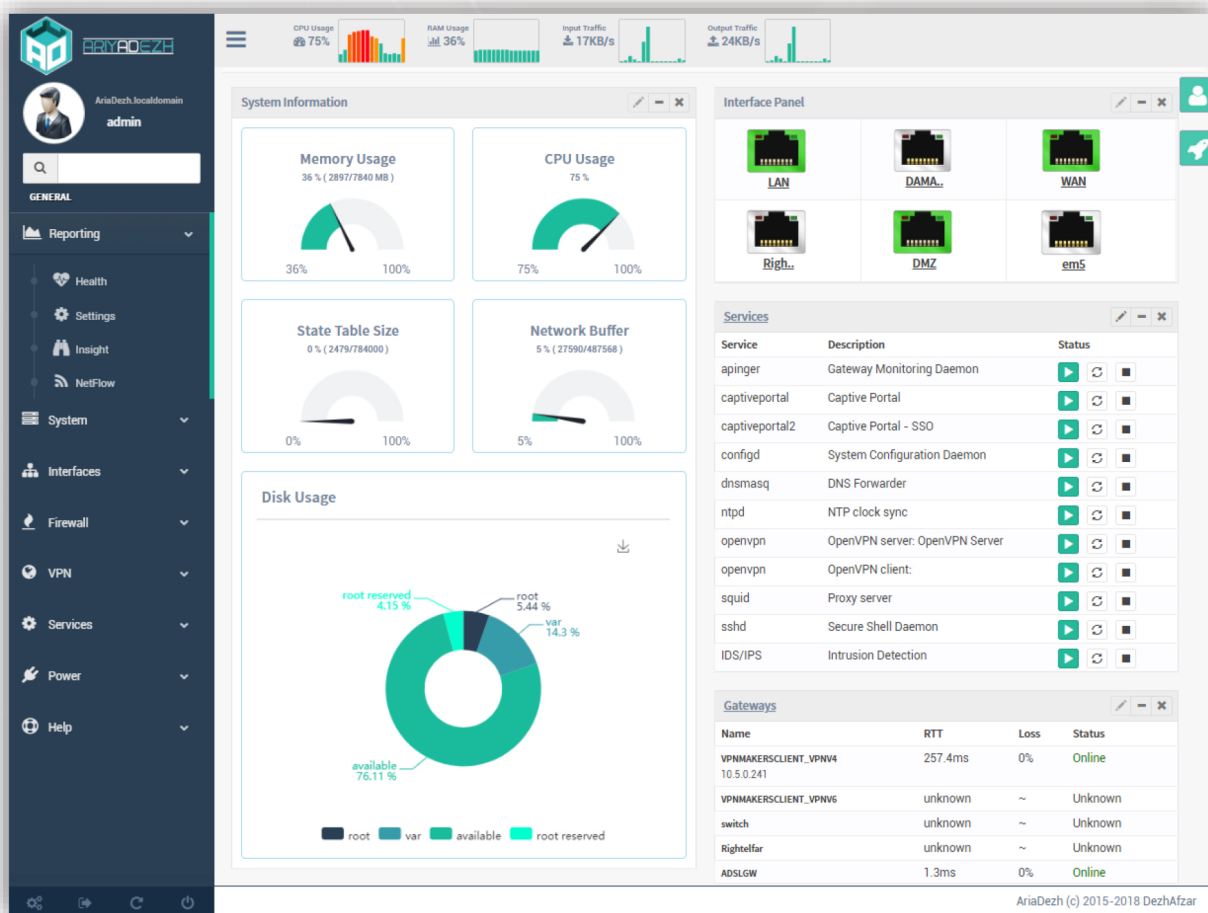 ARIYADEZH
AriaDezh.localdomain
admin
GENERAL
Reporting
Health
Settings
Insight
NetFlow
System
Interfaces
Firewall
VPN
Services
Power
Help
CPU Usage
75%
RAM Usage
36%
Input Traffic
17KB/s
Output Traffic
24KB/s
System Information
Memory Usage
36 % ( 2897/7840 MB )
36% 100%
CPU Usage
75 %
75% 100%
State Table Size
0 % ( 2479/784000 )
0% 100%
Network Buffer
5 % ( 27590/487568 )
5% 100%
Disk Usage
root reserved
4.15 %
root
5.44 %
var
14.3 %
available
76.11 %
root var available root reserved
Interface Panel
LAN DAMA.. WAN
Righ.. DMZ em5
Services
Service Description Status
apinger Gateway Monitoring Daemon
captiveportal Captive Portal
captiveportal2 Captive Portal - SSO
configd System Configuration Daemon
dnsmasq DNS Forwarder
ntpd NTP clock sync
openvpn OpenVPN server: OpenVPN Server
openvpn OpenVPN client:
squid Proxy server
sshd Secure Shell Daemon
IDS/IPS Intrusion Detection
Gateways
Name RTT Loss Status
VPNMAKERSCLIENT_VPNV4 257.4ms 0% Online
10.5.0.241
VPNMAKERSCLIENT_VPNV6 unknown ~ Unknown
switch unknown ~ Unknown
Rightelfar unknown ~ Unknown
ADSLGW 1.3ms 0% Online
AriaDezh (c) 2015-2018 DezhAfzar